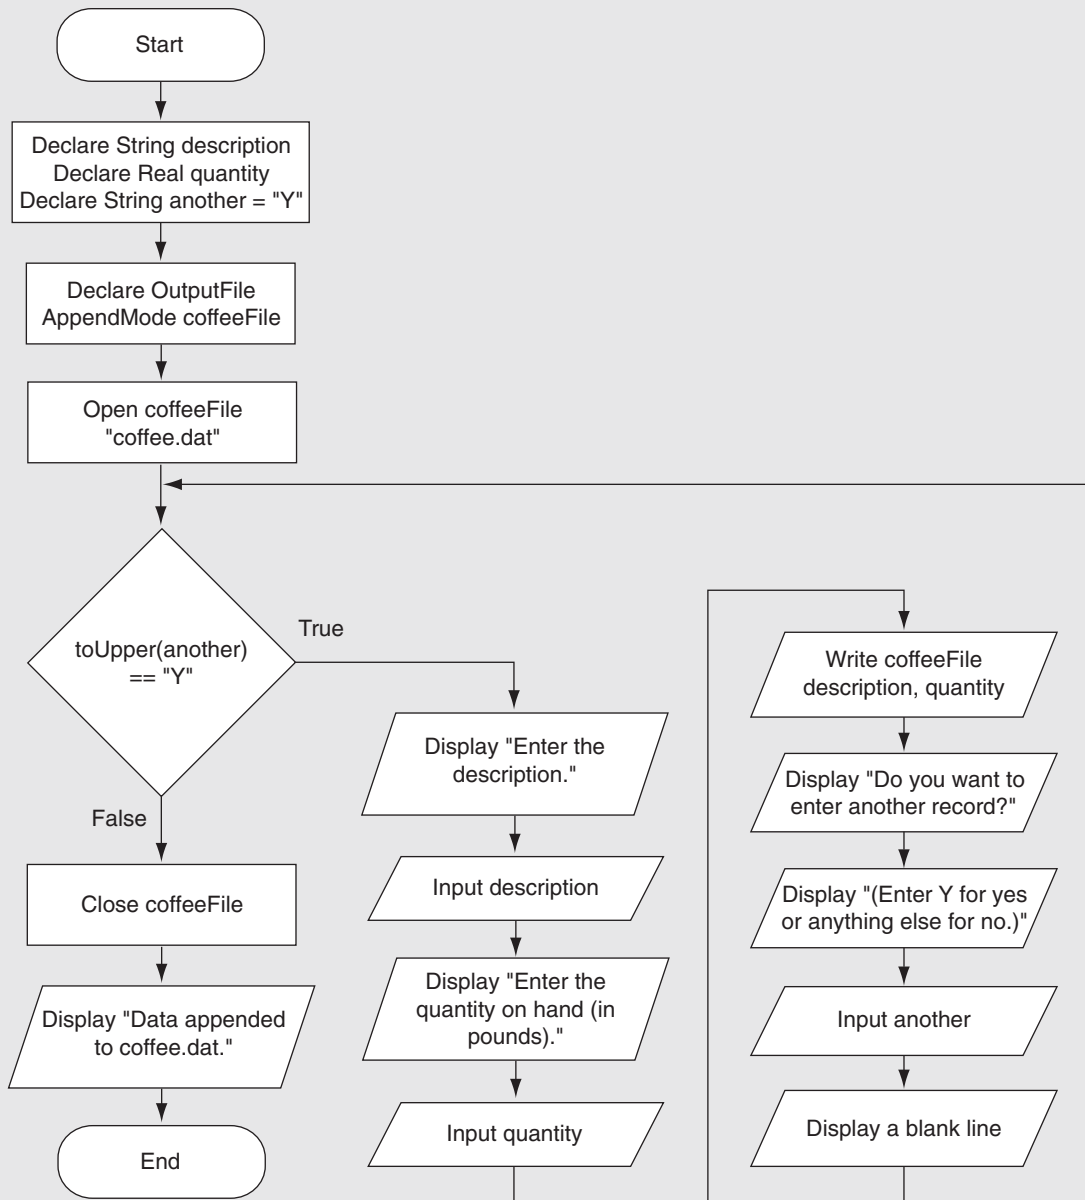 Start
Declare String description
Declare Real quantity
Declare String another = "Y"
Declare OutputFile
AppendMode coffeeFile
Open coffeeFile
"coffee.dat"
toUpper(another)
== "Y"
True
False
Close coffeeFile
Display "Data appended
to coffee.dat."
End
Display "Enter the
description."
Input description
Display "Enter the
quantity on hand (in
pounds)."
Input quantity
Write coffeeFile
description, quantity
Display "Do you want to
enter another record?"
Display "(Enter Y for yes
or anything else for no.)"
Input another
Display a blank line